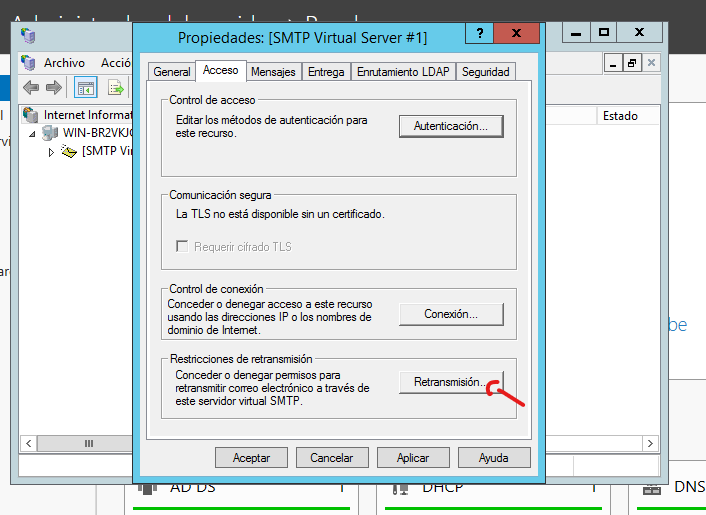 Propiedades: [SMTP Virtual Server #1]
?
Archivo
Acció
General
Acceso
Mensajes
Entrega
Enrutamiento LDAP
Seguridad
Internet Informat
WIN-BR2VKJ
[SMTP Vi
Estado
Control de acceso
Editar los métodos de autenticación para
este recurso.
Autenticación...
Comunicación segura
La TLS no está disponible sin un certificado.
Requerir cifrado TLS
Control de conexión
Conceder o denegar acceso a este recurso
usando las direcciones IP o los nombres de
dominio de Internet.
Conexión...
Restricciones de retransmisión
Conceder o denegar permisos para
retransmitir correo electrónico a través de
este servidor virtual SMTP.
Retransmisión...
Aceptar
Cancelar
Aplicar
Ayuda
be
AD DS
1
DHCP
1
DNS